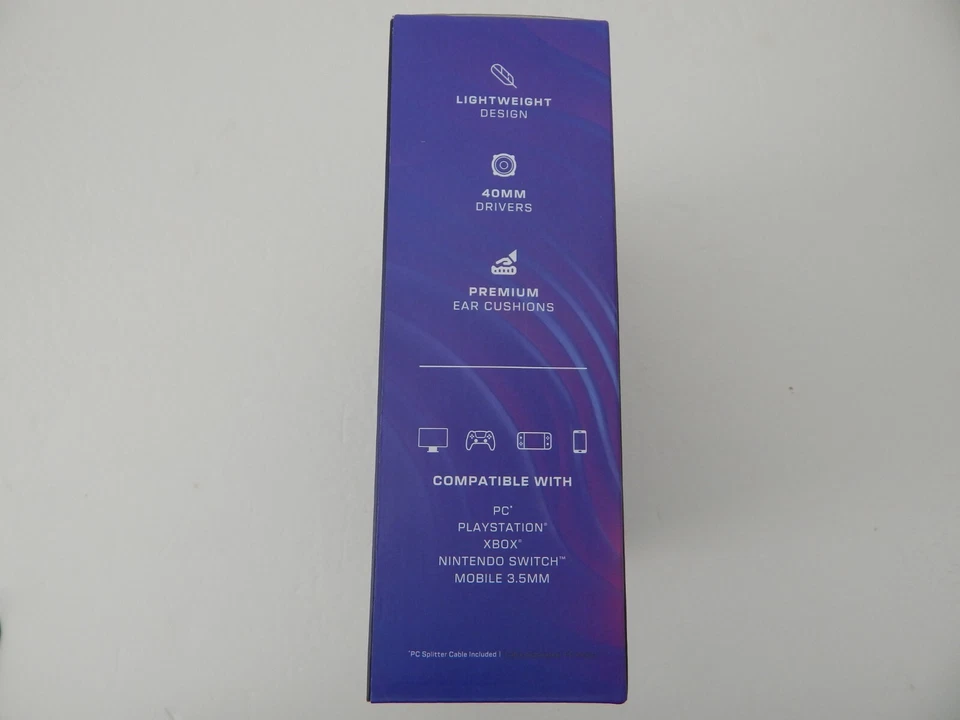 LIGHTWEIGHT
DESIGN
40MM
DRIVERS
PREMIUM
EAR CUSHIONS
COMPATIBLE WITH
PC*
PLAYSTATION®
XBOX®
NINTENDO SWITCH™
MOBILE 3.5MM
*PC Splitter Cable Included |